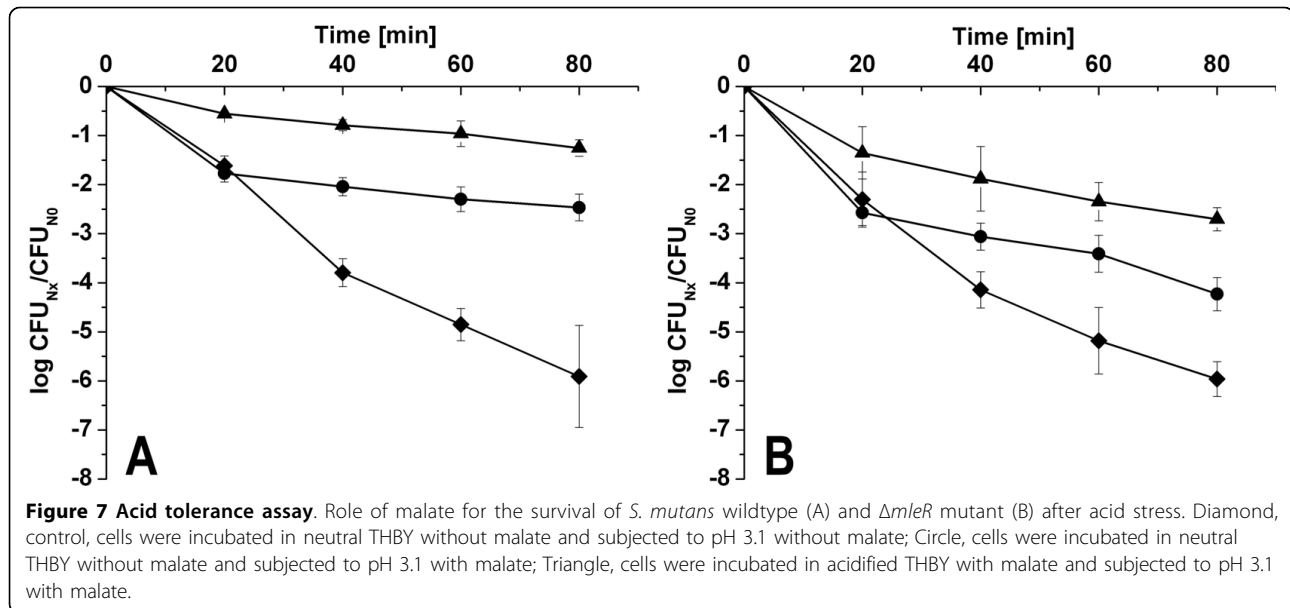 Time [min]
0 20 40 60 80
0
-1
-2
-3
-4
-5
-6
-7
-8
log CFU_Nx/CFU_N0
A
Time [min]
0 20 40 60 80
0
-1
-2
-3
-4
-5
-6
-7
-8
log CFU_Nx/CFU_N0
B
Figure 7 Acid tolerance assay. Role of malate for the survival of S. mutans wildtype (A) and ΔmleR mutant (B) after acid stress. Diamond,
control, cells were incubated in neutral THBY without malate and subjected to pH 3.1 without malate; Circle, cells were incubated in neutral
THBY without malate and subjected to pH 3.1 with malate; Triangle, cells were incubated in acidified THBY with malate and subjected to pH 3.1
with malate.